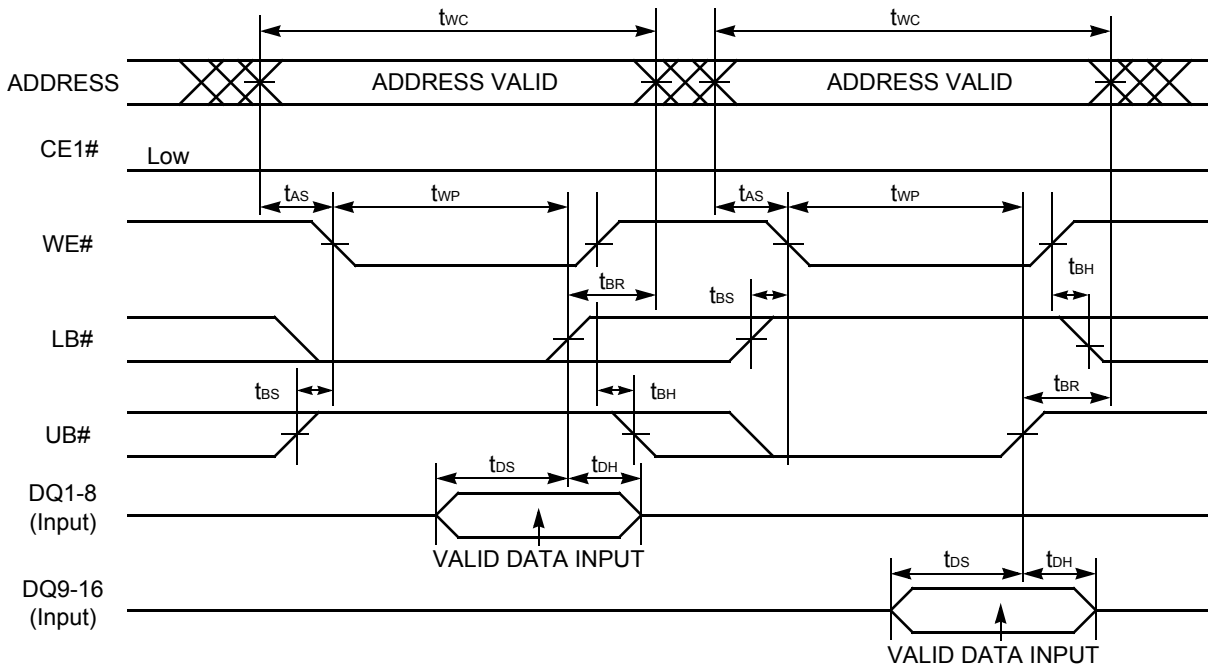 tWC tWC
ADDRESS ADDRESS VALID ADDRESS VALID
CE1# Low
tAS tWP tAS tWP
WE#
tBR tBS tBH
LB#
tBS tBH tBR
UB#
tDS tDH
DQ1-8
(Input)
VALID DATA INPUT
tDS tDH
DQ9-16
(Input)
VALID DATA INPUT